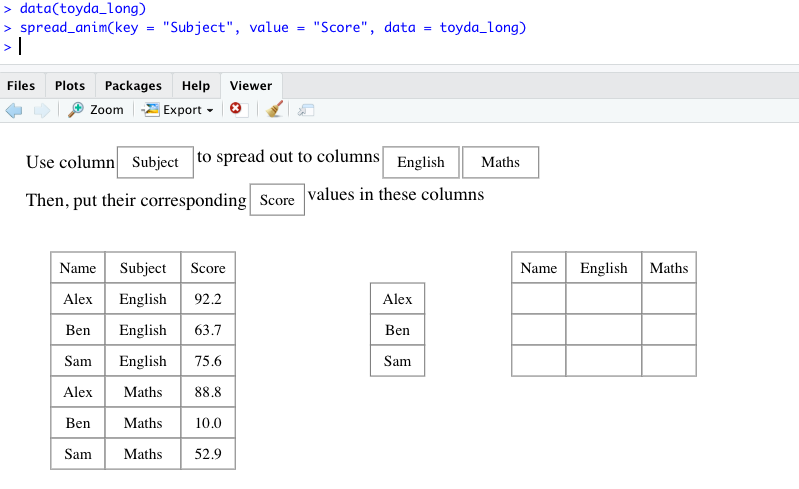 > data(toyda_long)
> spread_anim(key = "Subject", value = "Score", data = toyda_long)
>
Files Plots Packages Help Viewer
Zoom Export
Use column Subject to spread out to columns English Maths
Then, put their corresponding Score values in these columns
Name Subject Score
Alex English 92.2
Ben English 63.7
Sam English 75.6
Alex Maths 88.8
Ben Maths 10.0
Sam Maths 52.9
Alex
Ben
Sam
Name English Maths